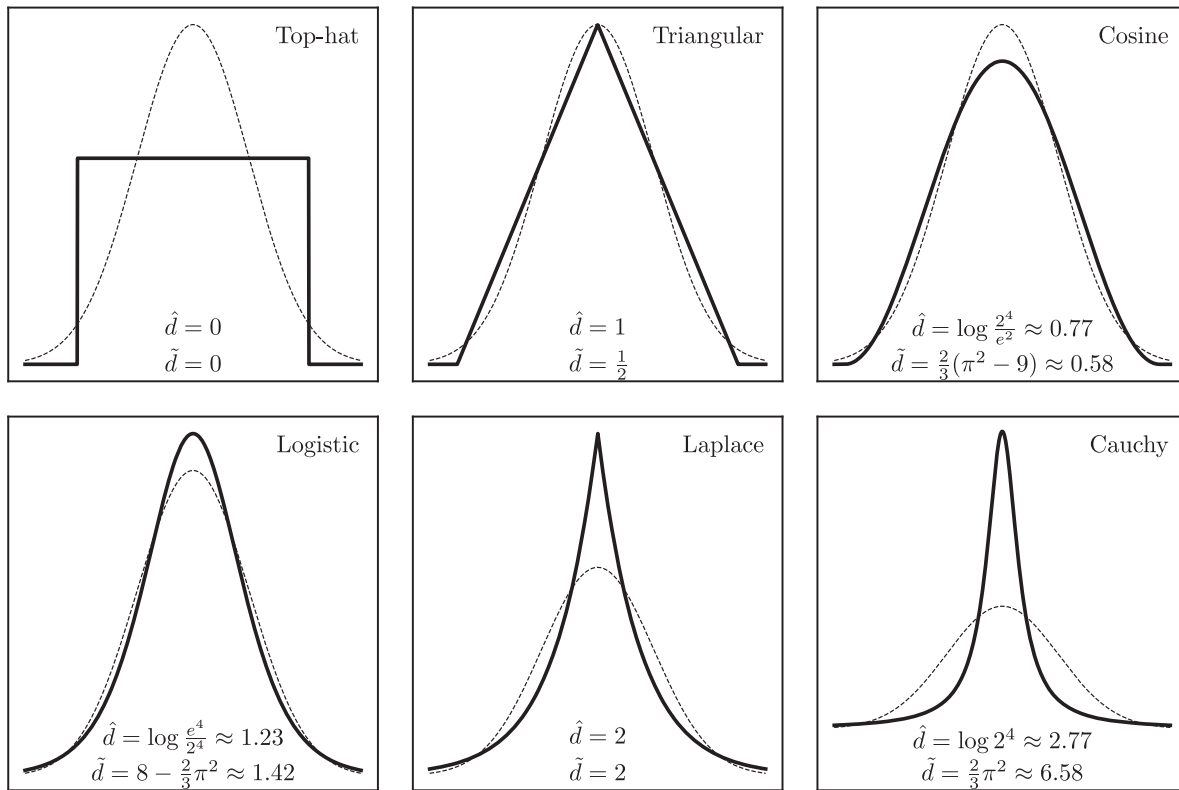 Top-hat
d̂ = 0
d̃ = 0
Triangular
d̂ = 1
d̃ = 1/2
Cosine
d̂ = log 2⁴/e² ≈ 0.77
d̃ = 2/3(π² − 9) ≈ 0.58
Logistic
d̂ = log e⁴/2⁴ ≈ 1.23
d̃ = 8 − 2/3π² ≈ 1.42
Laplace
d̂ = 2
d̃ = 2
Cauchy
d̂ = log 2⁴ ≈ 2.77
d̃ = 2/3π² ≈ 6.58